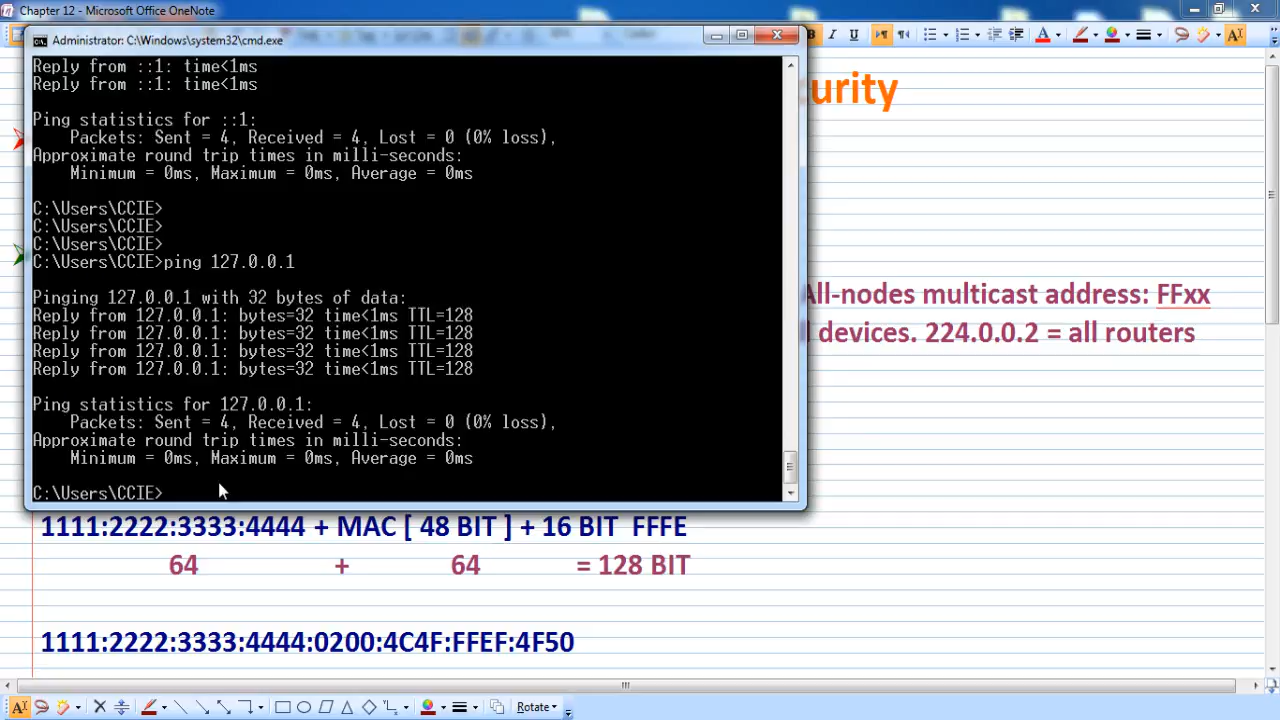 Chapter 12 - Microsoft Office OneNote
Administrator: C:\Windows\system32\cmd.exe
Reply from ::1: time<1ms
Reply from ::1: time<1ms
Ping statistics for ::1:
Packets: Sent = 4, Received = 4, Lost = 0 (0% loss),
Approximate round trip times in milli-seconds:
Minimum = 0ms, Maximum = 0ms, Average = 0ms
C:\Users\CCIE>
C:\Users\CCIE>
C:\Users\CCIE>
C:\Users\CCIE>ping 127.0.0.1
Pinging 127.0.0.1 with 32 bytes of data:
Reply from 127.0.0.1: bytes=32 time<1ms TTL=128
Reply from 127.0.0.1: bytes=32 time<1ms TTL=128
Reply from 127.0.0.1: bytes=32 time<1ms TTL=128
Reply from 127.0.0.1: bytes=32 time<1ms TTL=128
Ping statistics for 127.0.0.1:
Packets: Sent = 4, Received = 4, Lost = 0 (0% loss),
Approximate round trip times in milli-seconds:
Minimum = 0ms, Maximum = 0ms, Average = 0ms
C:\Users\CCIE>
urity
All-nodes multicast address: FFxx
devices. 224.0.0.2 = all routers
1111:2222:3333:4444 + MAC [ 48 BIT ] + 16 BIT FFFE
64 + 64 = 128 BIT
1111:2222:3333:4444:0200:4C4F:FFEF:4F50
Rotate